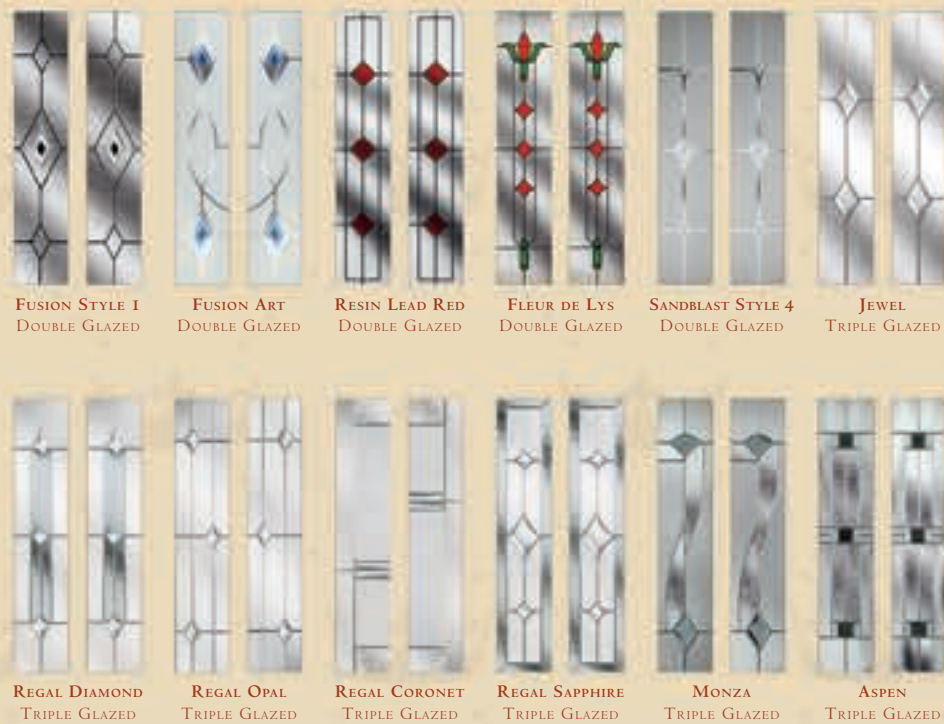 Fusion Style 1
Double Glazed
Fusion Art
Double Glazed
Resin Lead Red
Double Glazed
Fleur de Lys
Double Glazed
Sandblast Style 4
Double Glazed
Jewel
Triple Glazed
Regal Diamond
Triple Glazed
Regal Opal
Triple Glazed
Regal Coronet
Triple Glazed
Regal Sapphire
Triple Glazed
Monza
Triple Glazed
Aspen
Triple Glazed